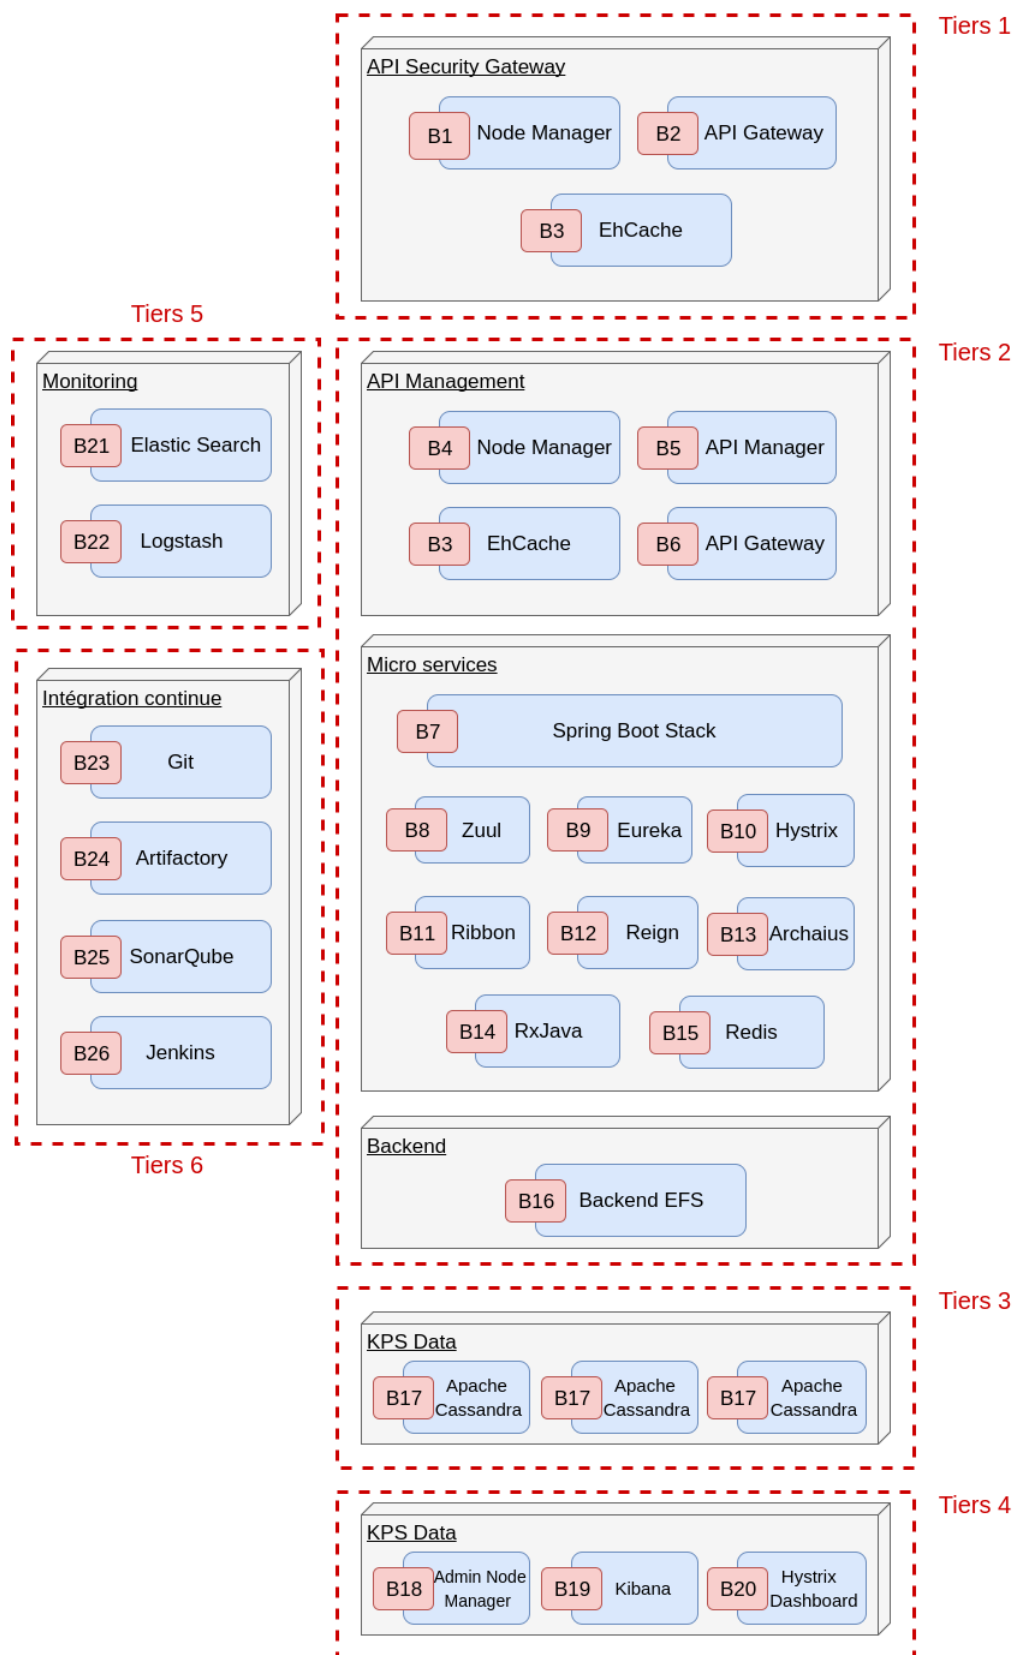 Tiers 1
API Security Gateway
B1
Node Manager
B2
API Gateway
B3
EhCache
Tiers 5
Monitoring
B21
Elastic Search
B22
Logstash
Tiers 2
API Management
B4
Node Manager
B5
API Manager
B3
EhCache
B6
API Gateway
Intégration continue
B23
Git
B24
Artifactory
B25
SonarQube
B26
Jenkins
Tiers 6
Micro services
B7
Spring Boot Stack
B8
Zuul
B9
Eureka
B10
Hystrix
B11
Ribbon
B12
Reign
B13
Archaius
B14
RxJava
B15
Redis
Backend
B16
Backend EFS
Tiers 3
KPS Data
B17
Apache
Cassandra
B17
Apache
Cassandra
B17
Apache
Cassandra
Tiers 4
KPS Data
B18
Admin Node
Manager
B19
Kibana
B20
Hystrix
Dashboard